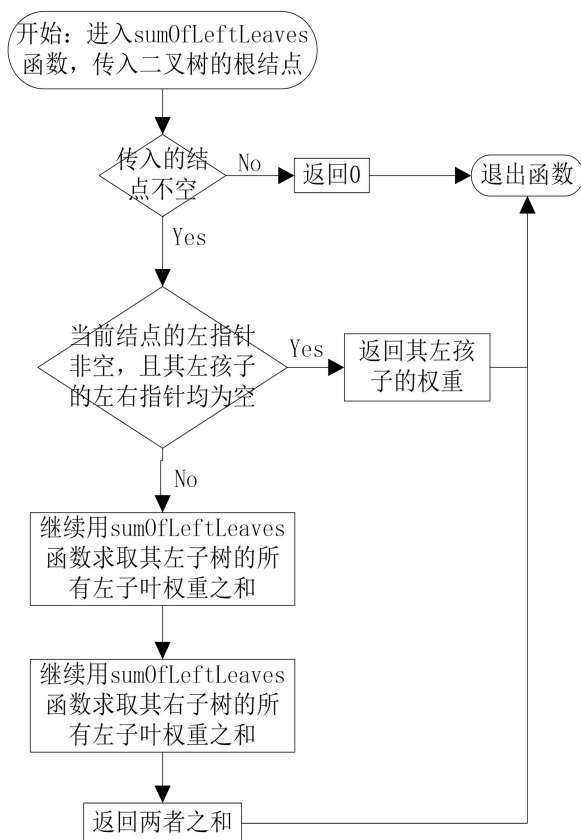 开始：进入sumOfLeftLeaves
函数，传入二叉树的根结点
传入的结
点不空
No
返回0
退出函数
Yes
当前结点的左指针
非空，且其左孩子
的左右指针均为空
Yes
返回其左孩
子的权重
No
继续用sumOfLeftLeaves
函数求取其左子树的所
有左子叶权重之和
继续用sumOfLeftLeaves
函数求取其右子树的所
有左子叶权重之和
返回两者之和